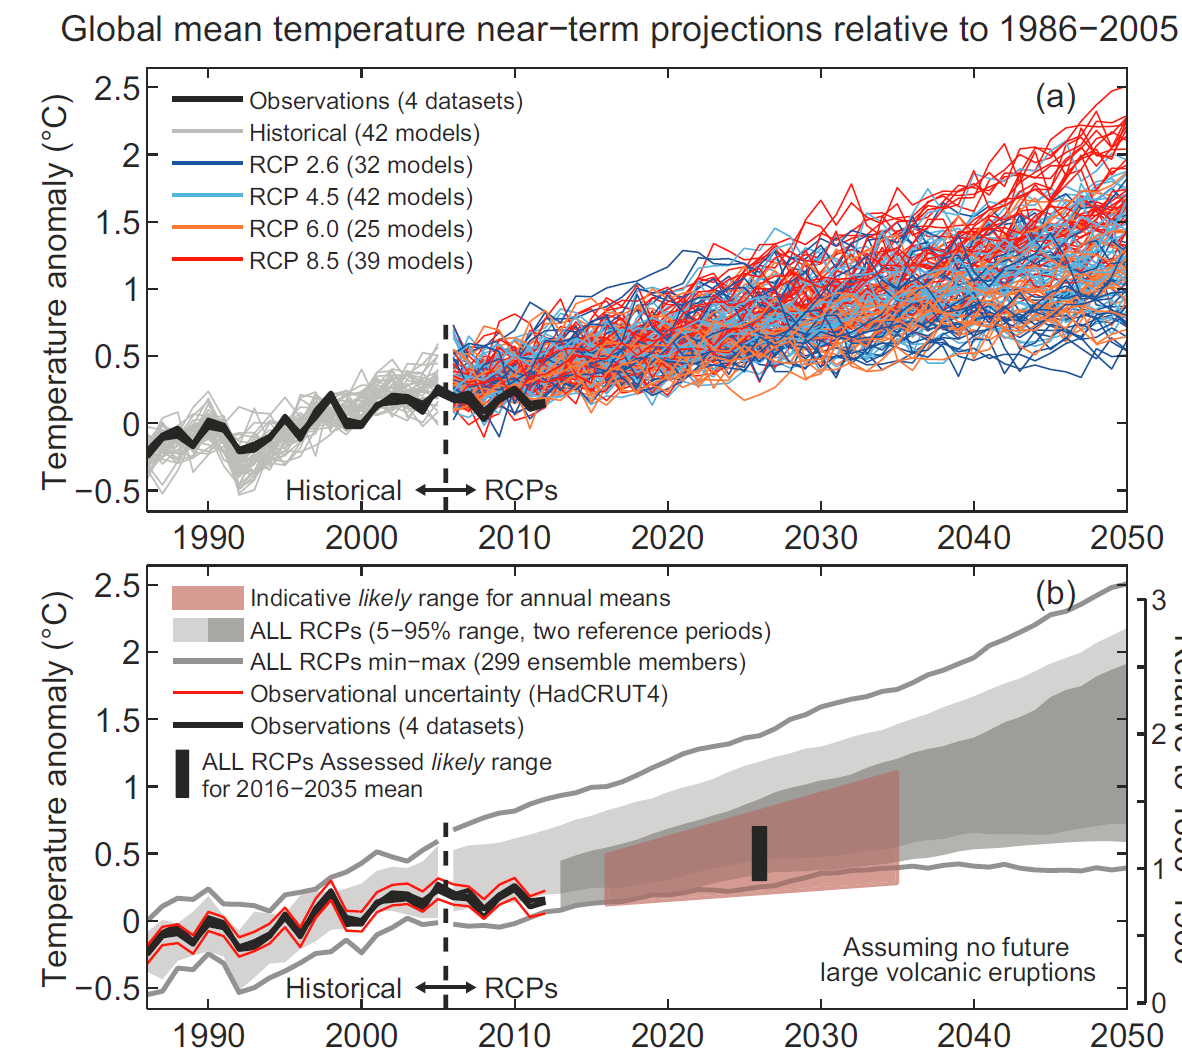 Global mean temperature near−term projections relative to 1986−2005
Temperature anomaly (°C)
2.5
2
1.5
1
0.5
0
−0.5
(a)
Observations (4 datasets)
Historical (42 models)
RCP 2.6 (32 models)
RCP 4.5 (42 models)
RCP 6.0 (25 models)
RCP 8.5 (39 models)
Historical
RCPs
1990 2000 2010 2020 2030 2040 2050
Temperature anomaly (°C)
2.5
2
1.5
1
0.5
0
−0.5
(b)
Indicative likely range for annual means
ALL RCPs (5−95% range, two reference periods)
ALL RCPs min−max (299 ensemble members)
Observational uncertainty (HadCRUT4)
Observations (4 datasets)
ALL RCPs Assessed likely range
for 2016−2035 mean
Assuming no future
large volcanic eruptions
Historical
RCPs
3
2
1
0
1990 2000 2010 2020 2030 2040 2050